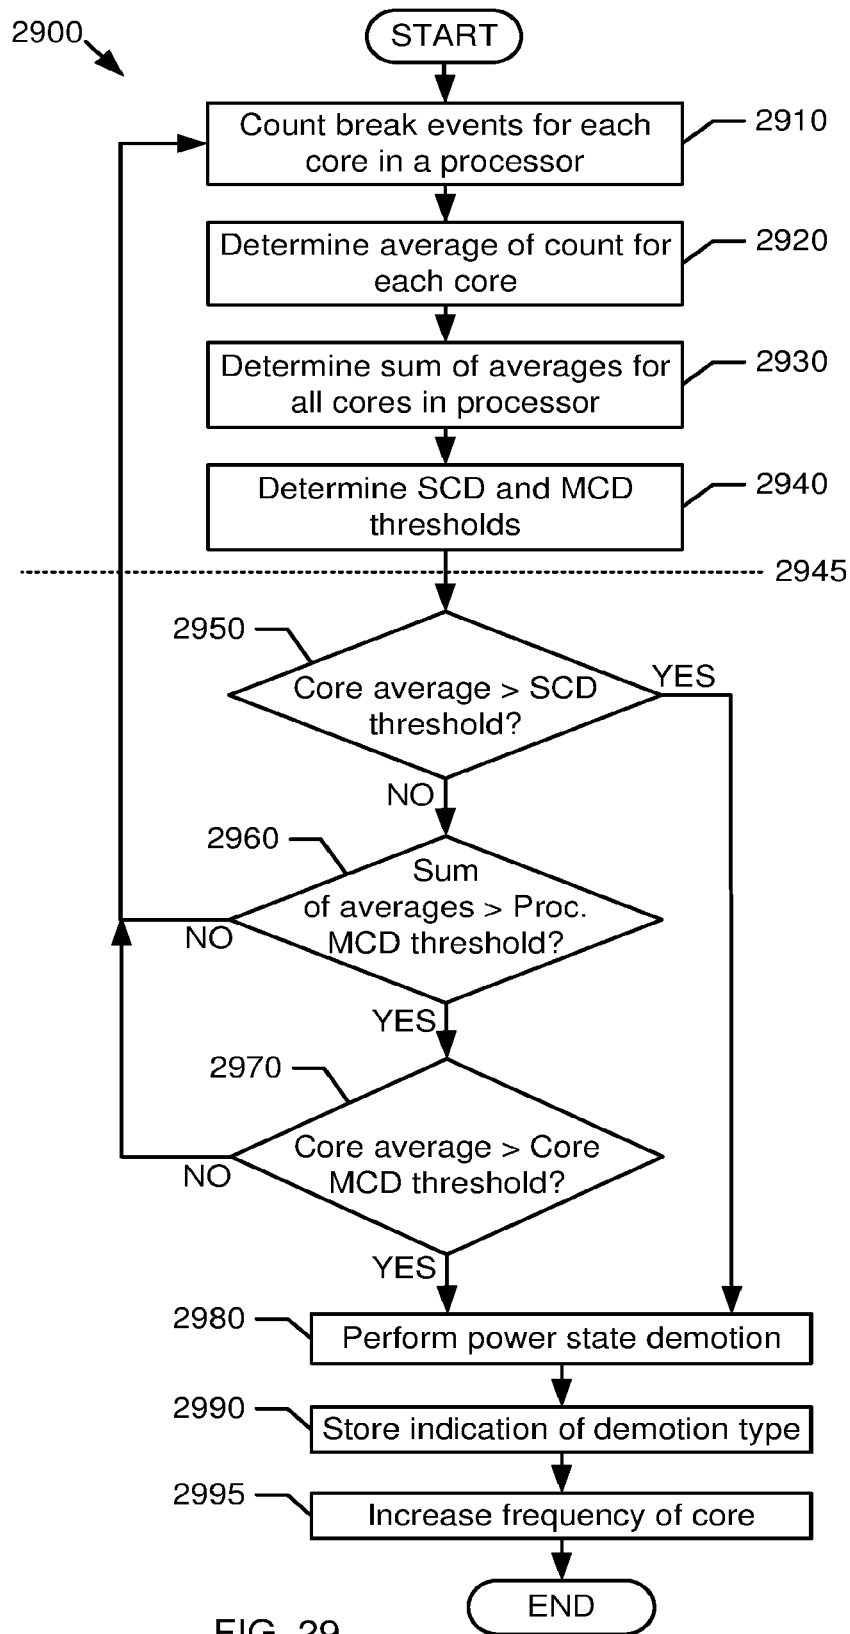 2900
START
Count break events for each
core in a processor
2910
Determine average of count for
each core
2920
Determine sum of averages for
all cores in processor
2930
Determine SCD and MCD
thresholds
2940
2945
2950
Core average > SCD
threshold?
YES
NO
2960
Sum
of averages > Proc.
MCD threshold?
NO
YES
2970
Core average > Core
MCD threshold?
NO
YES
2980
Perform power state demotion
2990
Store indication of demotion type
2995
Increase frequency of core
END
FIG. 29